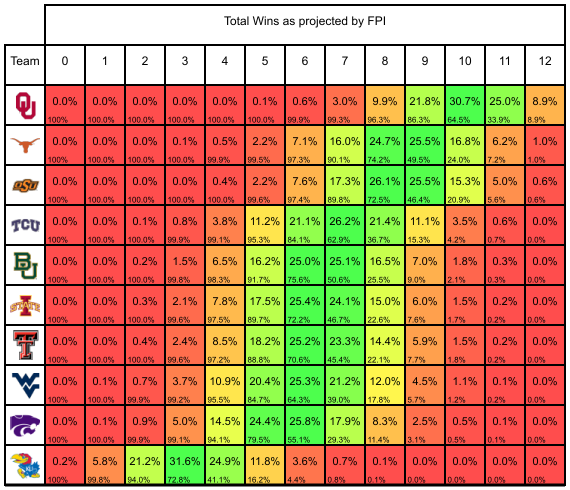 Total Wins as projected by FPI
Team 0 1 2 3 4 5 6 7 8 9 10 11 12
OU 0.0% 0.0% 0.0% 0.0% 0.0% 0.1% 0.6% 3.0% 9.9% 21.8% 30.7% 25.0% 8.9%
100% 100.0% 100.0% 100.0% 100.0% 100.0% 99.9% 99.3% 96.3% 86.3% 64.5% 33.9% 8.9%
0.0% 0.0% 0.0% 0.1% 0.5% 2.2% 7.1% 16.0% 24.7% 25.5% 16.8% 6.2% 1.0%
100% 100.0% 100.0% 100.0% 99.9% 99.5% 97.3% 90.1% 74.2% 49.5% 24.0% 7.2% 1.0%
OSU 0.0% 0.0% 0.0% 0.0% 0.4% 2.2% 7.6% 17.3% 26.1% 25.5% 15.3% 5.0% 0.6%
100% 100.0% 100.0% 100.0% 100.0% 99.6% 97.4% 89.8% 72.5% 46.4% 20.9% 5.6% 0.6%
TCU 0.0% 0.0% 0.1% 0.8% 3.8% 11.2% 21.1% 26.2% 21.4% 11.1% 3.5% 0.6% 0.0%
100% 100.0% 100.0% 99.9% 99.1% 95.3% 84.1% 62.9% 36.7% 15.3% 4.2% 0.7% 0.0%
BU 0.0% 0.0% 0.2% 1.5% 6.5% 16.2% 25.0% 25.1% 16.5% 7.0% 1.8% 0.3% 0.0%
100% 100.0% 100.0% 99.8% 98.3% 91.7% 75.6% 50.6% 25.5% 9.0% 2.1% 0.3% 0.0%
I STATE 0.0% 0.0% 0.3% 2.1% 7.8% 17.5% 25.4% 24.1% 15.0% 6.0% 1.5% 0.2% 0.0%
100% 100.0% 100.0% 99.6% 97.5% 89.7% 72.2% 46.7% 22.6% 7.6% 1.7% 0.2% 0.0%
T 0.0% 0.0% 0.4% 2.4% 8.5% 18.2% 25.2% 23.3% 14.4% 5.9% 1.5% 0.2% 0.0%
100% 100.0% 100.0% 99.6% 97.2% 88.8% 70.6% 45.4% 22.1% 7.7% 1.8% 0.2% 0.0%
WV 0.0% 0.1% 0.7% 3.7% 10.9% 20.4% 25.3% 21.2% 12.0% 4.5% 1.1% 0.1% 0.0%
100% 100.0% 99.9% 99.2% 95.5% 84.7% 64.3% 39.0% 17.8% 5.7% 1.2% 0.2% 0.0%
0.0% 0.1% 0.9% 5.0% 14.5% 24.4% 25.8% 17.9% 8.3% 2.5% 0.5% 0.1% 0.0%
100% 100.0% 99.9% 99.1% 94.1% 79.5% 55.1% 29.3% 11.4% 3.1% 0.5% 0.1% 0.0%
KU 0.2% 5.8% 21.2% 31.6% 24.9% 11.8% 3.6% 0.7% 0.1% 0.0% 0.0% 0.0% 0.0%
100% 99.8% 94.0% 72.8% 41.1% 16.2% 4.4% 0.8% 0.1% 0.0% 0.0% 0.0% 0.0%